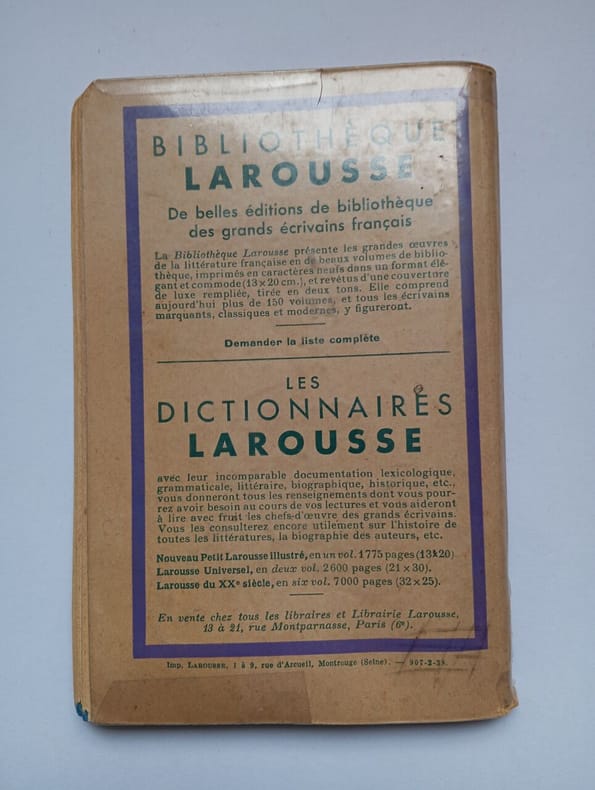 BIBLIOTHÈQUE
LAROUSSE
De belles éditions de bibliothèque
des grands écrivains français
La Bibliothèque Larousse présente les grandes œuvres
de la littérature française en de beaux volumes de biblio-
thèque, imprimés en caractères neufs dans un format élé-
gant et commode (13 × 20 cm.), et revêtus d'une couverture
de luxe rempliée, tirée en deux tons. Elle comprend
aujourd'hui plus de 150 volumes, et tous les écrivains
marquants, classiques et modernes, y figureront.
Demander la liste complète
LES
DICTIONNAIRES
LAROUSSE
avec leur incomparable documentation lexicologique,
grammaticale, littéraire, biographique, historique, etc.,
vous donneront tous les renseignements dont vous pour-
rez avoir besoin au cours de vos lectures et vous aideront
à lire avec fruit les chefs-d'œuvre des grands écrivains.
Vous les consulterez encore utilement sur l'histoire de
toutes les littératures, la biographie des auteurs, etc.
Nouveau Petit Larousse illustré, en un vol. 1775 pages (13×20)
Larousse Universel, en deux vol. 2600 pages (21 × 30).
Larousse du XXe siècle, en six vol. 7000 pages (32 × 25).
En vente chez tous les libraires et Librairie Larousse,
13 à 21, rue Montparnasse, Paris (6e).
Imp. LAROUSSE, 1 à 9, rue d'Arcueil, Montrouge (Seine). —